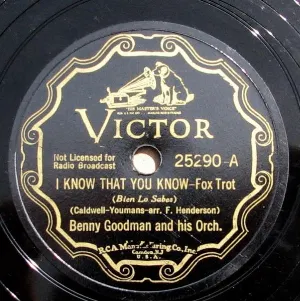 "HIS MASTER'S VOICE"
VICTOR
Not Licensed for
Radio Broadcast
25290-A
I KNOW THAT YOU KNOW-Fox Trot
(Bien Lo Sabes)
(Caldwell-Youmans-arr. F. Henderson)
Benny Goodman and his Orch.
RCA Manufacturing Co., Inc.
Camden, N.J.
U.S.A.